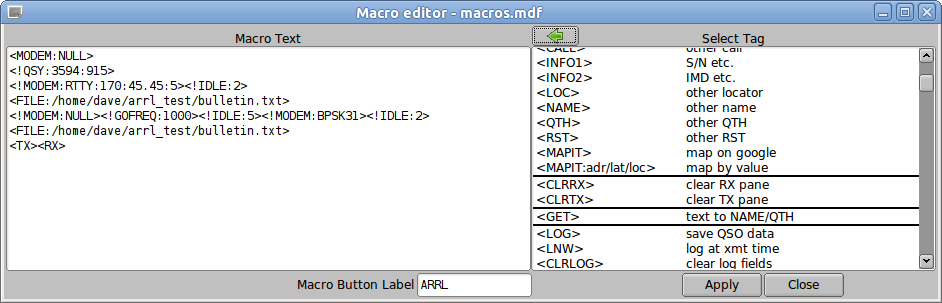 Macro editor - macros.mdf
Macro Text
Select Tag
<MODEM:NULL>
<!QSY:3594:915>
<!MODEM:RTTY:170:45.45:5><!IDLE:2>
<FILE:/home/dave/arrl_test/bulletin.txt>
<!MODEM:NULL><!GOFREQ:1000><!IDLE:5><!MODEM:BPSK31><!IDLE:2>
<FILE:/home/dave/arrl_test/bulletin.txt>
<TX><RX>
<CALL> other call
<INFO1> S/N etc.
<INFO2> IMD etc.
<LOC> other locator
<NAME> other name
<QTH> other QTH
<RST> other RST
<MAPIT> map on google
<MAPIT:adr/lat/loc> map by value
<CLRRX> clear RX pane
<CLRTX> clear TX pane
<GET> text to NAME/QTH
<LOG> save QSO data
<LNW> log at xmt time
<CLRLOG> clear log fields
Macro Button Label ARRL
Apply
Close